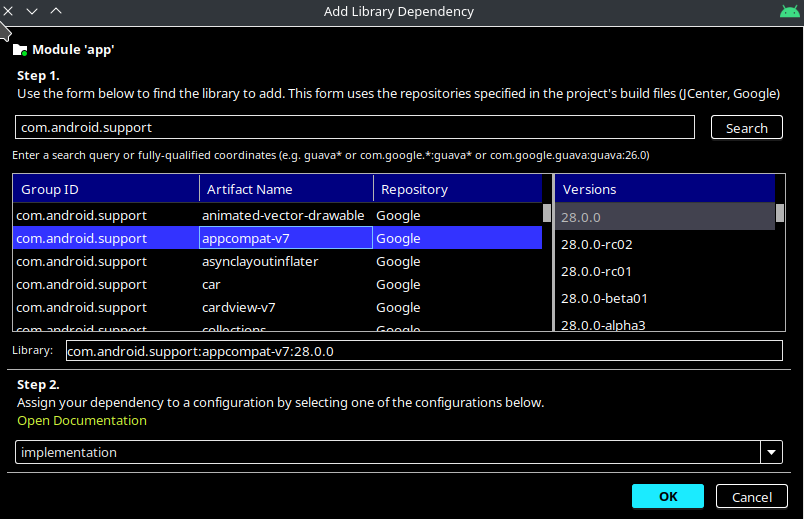 Add Library Dependency
Module 'app'
Step 1.
Use the form below to find the library to add. This form uses the repositories specified in the project's build files (JCenter, Google)
com.android.support Search
Enter a search query or fully-qualified coordinates (e.g. guava* or com.google.*:guava* or com.google.guava:guava:26.0)
Group ID Artifact Name Repository Versions
com.android.support animated-vector-drawable Google 28.0.0
com.android.support appcompat-v7 Google 28.0.0-rc02
com.android.support asynclayoutinflater Google 28.0.0-rc01
com.android.support car Google 28.0.0-beta01
com.android.support cardview-v7 Google 28.0.0-alpha3
com.android.support collections Google
Library: com.android.support:appcompat-v7:28.0.0
Step 2.
Assign your dependency to a configuration by selecting one of the configurations below.
Open Documentation
implementation
OK Cancel